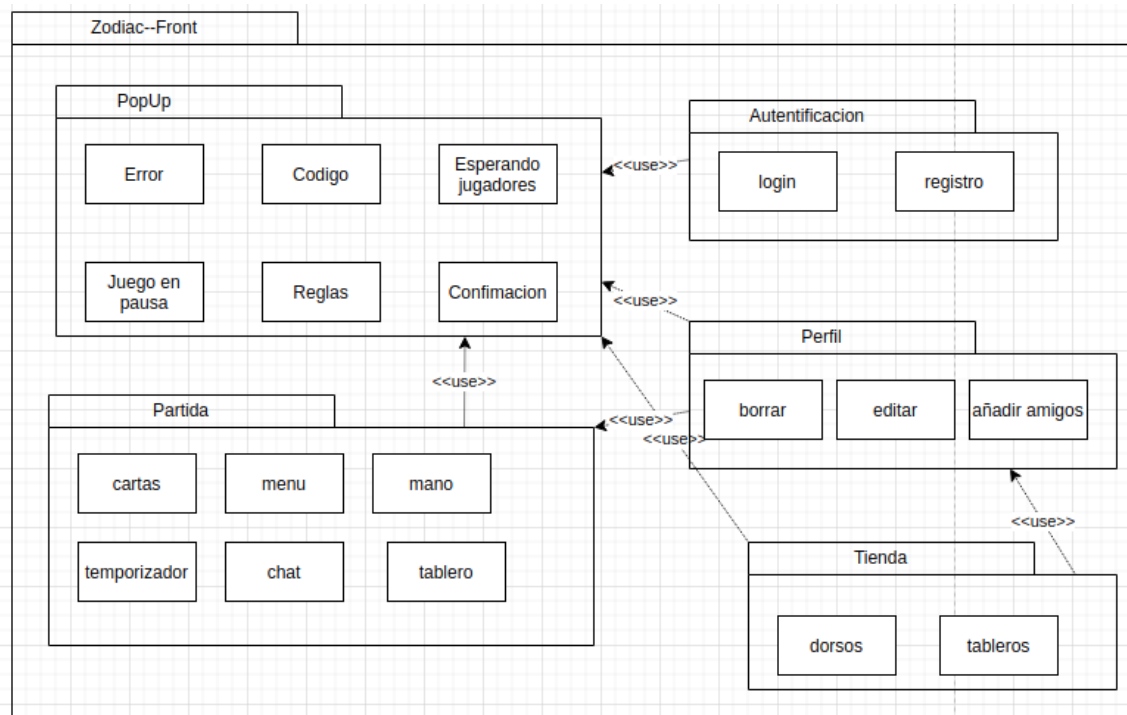 Zodiac--Front
PopUp
Error
Codigo
Esperando
jugadores
Juego en
pausa
Reglas
Confimacion
Autentificacion
login
registro
<<use>>
<<use>>
Perfil
borrar
editar
añadir amigos
<<use>>
<<use>>
<<use>>
Partida
cartas
menu
mano
temporizador
chat
tablero
<<use>>
Tienda
dorsos
tableros